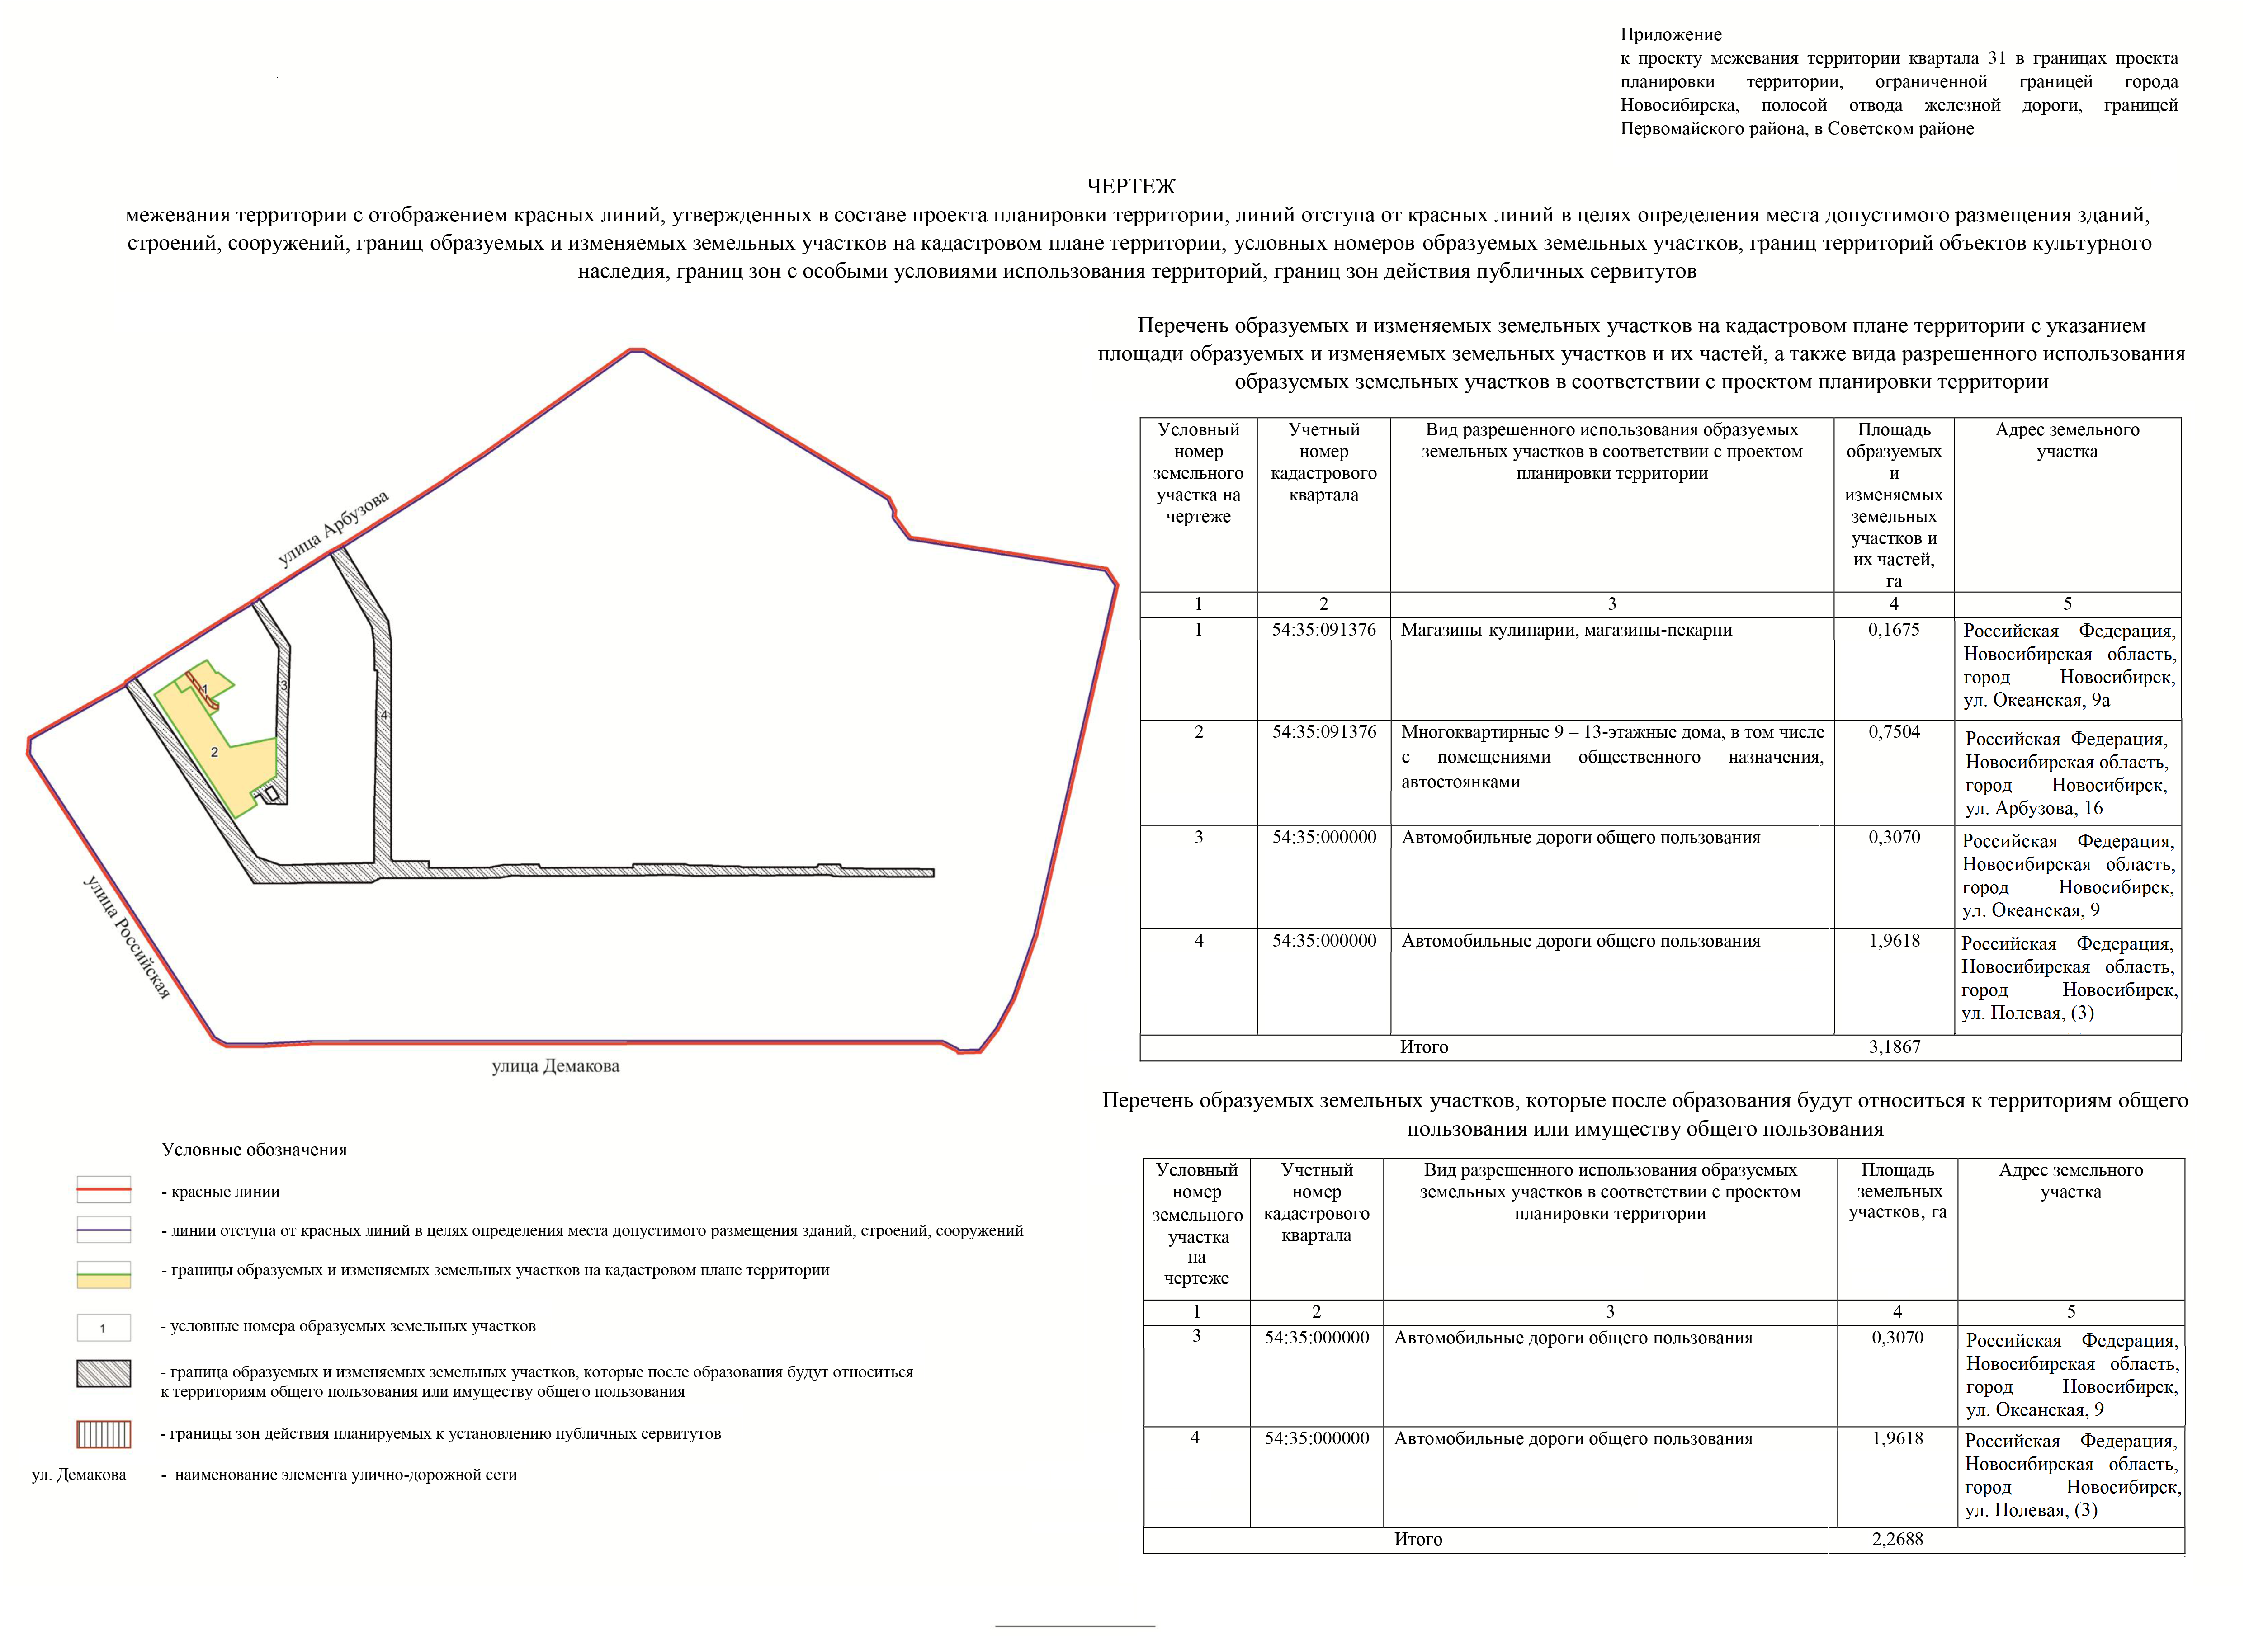 Приложение
к проекту межевания территории квартала 31 в границах проекта
планировки территории, ограниченной границей города
Новосибирска, полосой отвода железной дороги, границей
Первомайского района, в Советском районе
ЧЕРТЕЖ
межевания территории с отображением красных линий, утвержденных в составе проекта планировки территории, линий отступа от красных линий в целях определения места допустимого размещения зданий,
строений, сооружений, границ образуемых и изменяемых земельных участков на кадастровом плане территории, условных номеров образуемых земельных участков, границ территорий объектов культурного
наследия, границ зон с особыми условиями использования территорий, границ зон действия публичных сервитутов
улица Арбузова
1
2
3
4
улица Российская
улица Демакова
Условные обозначения
- красные линии
- линии отступа от красных линий в целях определения места допустимого размещения зданий, строений, сооружений
- границы образуемых и изменяемых земельных участков на кадастровом плане территории
1
- условные номера образуемых земельных участков
- граница образуемых и изменяемых земельных участков, которые после образования будут относиться
к территориям общего пользования или имуществу общего пользования
- границы зон действия планируемых к установлению публичных сервитутов
ул. Демакова - наименование элемента улично-дорожной сети
Перечень образуемых и изменяемых земельных участков на кадастровом плане территории с указанием
площади образуемых и изменяемых земельных участков и их частей, а также вида разрешенного использования
образуемых земельных участков в соответствии с проектом планировки территории
Условный
номер
земельного
участка на
чертеже
Учетный
номер
кадастрового
квартала
Вид разрешенного использования образуемых
земельных участков в соответствии с проектом
планировки территории
Площадь
образуемых
и
изменяемых
земельных
участков и
их частей,
га
Адрес земельного
участка
1 2 3 4 5
1 54:35:091376 Магазины кулинарии, магазины-пекарни 0,1675
Российская Федерация,
Новосибирская область,
город Новосибирск,
ул. Океанская, 9а
2 54:35:091376
Многоквартирные 9 – 13-этажные дома, в том числе
с помещениями общественного назначения,
автостоянками
0,7504
Российская Федерация,
Новосибирская область,
город Новосибирск,
ул. Арбузова, 16
3 54:35:000000 Автомобильные дороги общего пользования 0,3070
Российская Федерация,
Новосибирская область,
город Новосибирск,
ул. Океанская, 9
4 54:35:000000 Автомобильные дороги общего пользования 1,9618
Российская Федерация,
Новосибирская область,
город Новосибирск,
ул. Полевая, (3)
Итого 3,1867
Перечень образуемых земельных участков, которые после образования будут относиться к территориям общего
пользования или имуществу общего пользования
Условный
номер
земельного
участка
на
чертеже
Учетный
номер
кадастрового
квартала
Вид разрешенного использования образуемых
земельных участков в соответствии с проектом
планировки территории
Площадь
земельных
участков, га
Адрес земельного
участка
1 2 3 4 5
3 54:35:000000 Автомобильные дороги общего пользования 0,3070
Российская Федерация,
Новосибирская область,
город Новосибирск,
ул. Океанская, 9
4 54:35:000000 Автомобильные дороги общего пользования 1,9618
Российская Федерация,
Новосибирская область,
город Новосибирск,
ул. Полевая, (3)
Итого 2,2688